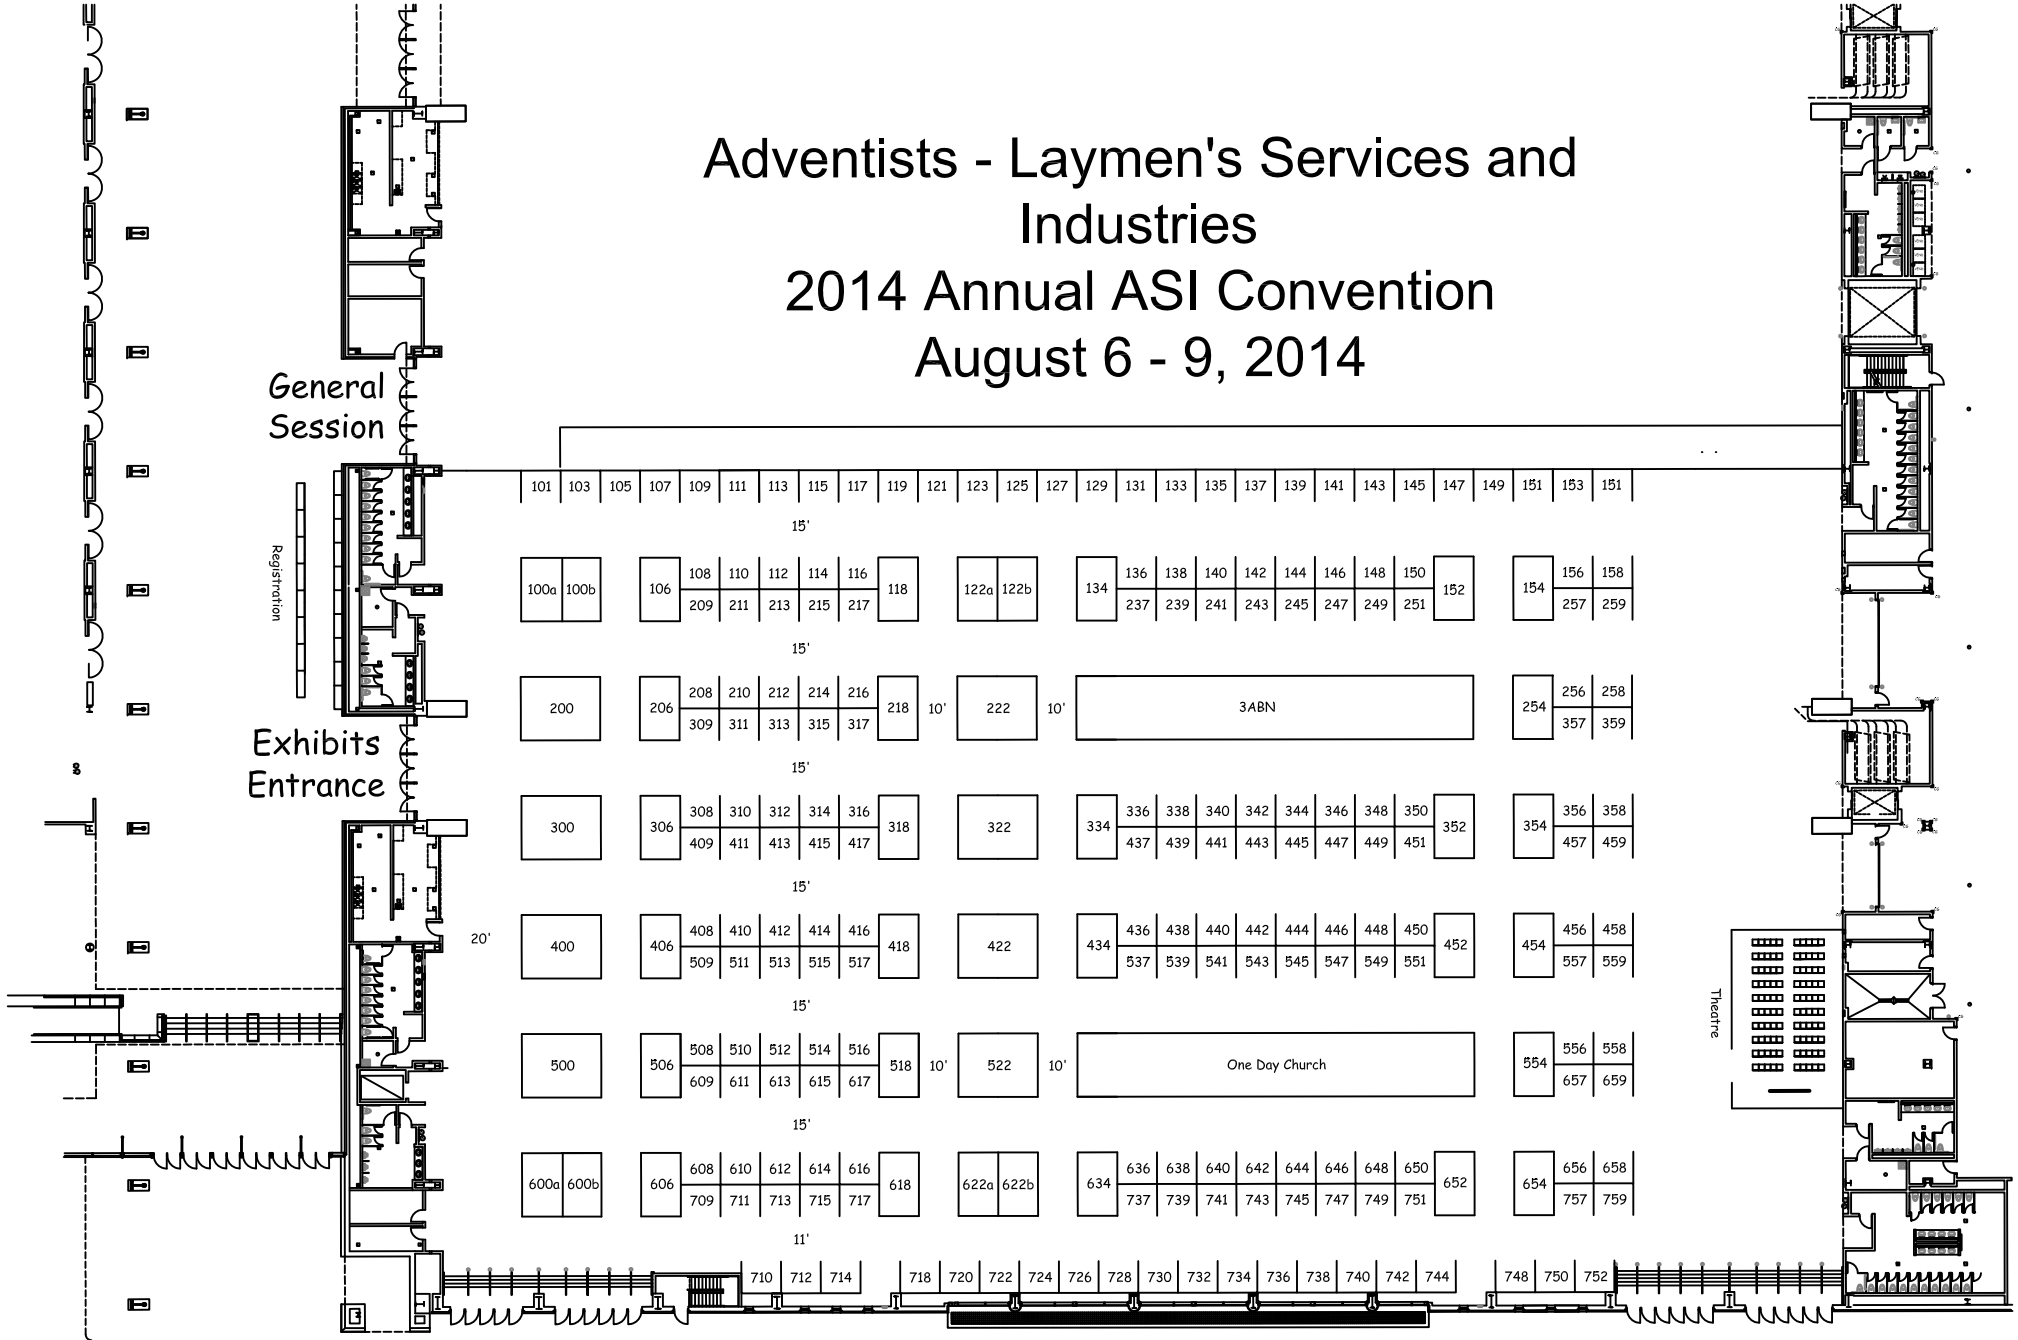 Adventists - Laymen's Services and
Industries
2014 Annual ASI Convention
August 6 - 9, 2014
General
Session
Registration
Exhibits
Entrance
101 103 105 107 109 111 113 115 117 119 121 123 125 127 129 131 133 135 137 139 141 143 145 147 149 151 153 151
15'
108 110 112 114 116 136 138 140 142 144 146 148 150 156 158
100a 100b 106 118 122a 122b 134 152 154
209 211 213 215 217 237 239 241 243 245 247 249 251 257 259
15'
208 210 212 214 216 256 258
200 206 218 10' 222 10' 3ABN 254
309 311 313 315 317 357 359
15'
308 310 312 314 316 336 338 340 342 344 346 348 350 356 358
300 306 318 322 334 352 354
409 411 413 415 417 437 439 441 443 445 447 449 451 457 459
15'
408 410 412 414 416 436 438 440 442 444 446 448 450 456 458
20' 400 406 418 422 434 452 454
509 511 513 515 517 537 539 541 543 545 547 549 551 557 559
15'
Theatre
508 510 512 514 516 556 558
500 506 518 10' 522 10' One Day Church 554
609 611 613 615 617 657 659
15'
608 610 612 614 616 636 638 640 642 644 646 648 650 656 658
600a 600b 606 618 622a 622b 634 652 654
709 711 713 715 717 737 739 741 743 745 747 749 751 757 759
11'
710 712 714 718 720 722 724 726 728 730 732 734 736 738 740 742 744 748 750 752